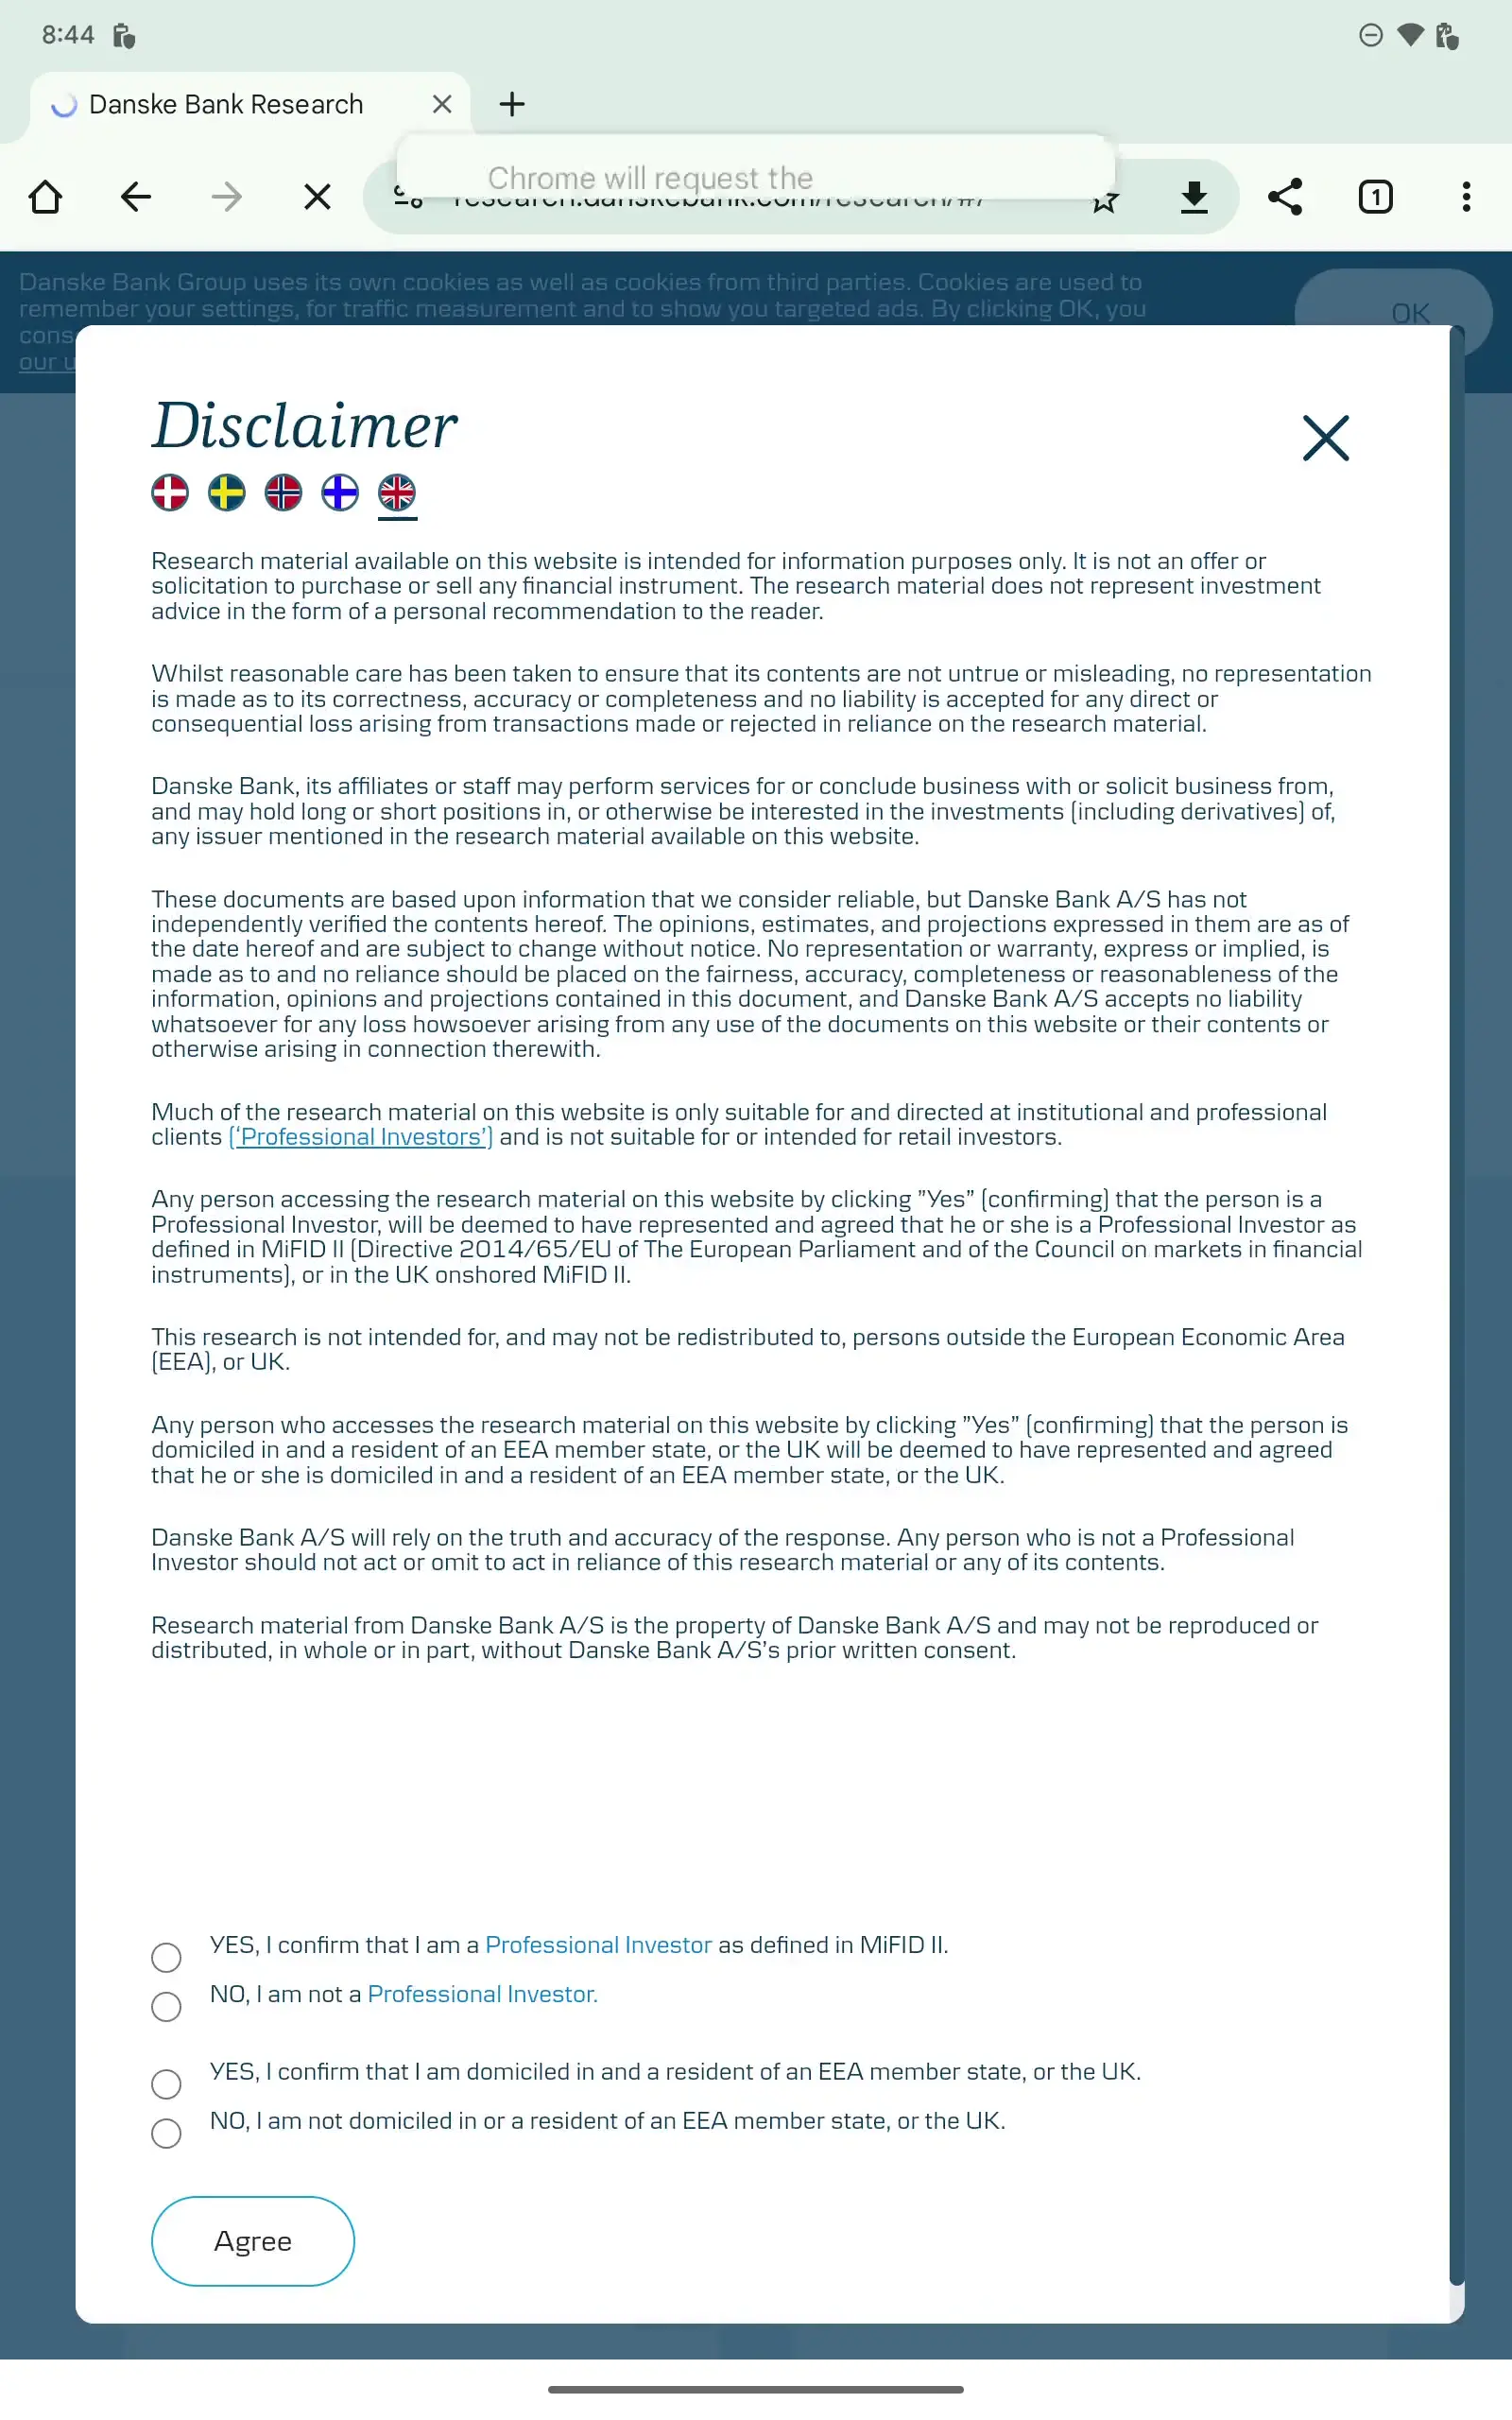 8:44
Danske Bank Research
Chrome will request the
research.danskebank.com/research/#/
1
Danske Bank Group uses its own cookies as well as cookies from third parties. Cookies are used to
remember your settings, for traffic measurement and to show you targeted ads. By clicking OK, you
cons
our u
OK
Disclaimer
Research material available on this website is intended for information purposes only. It is not an offer or
solicitation to purchase or sell any financial instrument. The research material does not represent investment
advice in the form of a personal recommendation to the reader.
Whilst reasonable care has been taken to ensure that its contents are not untrue or misleading, no representation
is made as to its correctness, accuracy or completeness and no liability is accepted for any direct or
consequential loss arising from transactions made or rejected in reliance on the research material.
Danske Bank, its affiliates or staff may perform services for or conclude business with or solicit business from,
and may hold long or short positions in, or otherwise be interested in the investments (including derivatives) of,
any issuer mentioned in the research material available on this website.
These documents are based upon information that we consider reliable, but Danske Bank A/S has not
independently verified the contents hereof. The opinions, estimates, and projections expressed in them are as of
the date hereof and are subject to change without notice. No representation or warranty, express or implied, is
made as to and no reliance should be placed on the fairness, accuracy, completeness or reasonableness of the
information, opinions and projections contained in this document, and Danske Bank A/S accepts no liability
whatsoever for any loss howsoever arising from any use of the documents on this website or their contents or
otherwise arising in connection therewith.
Much of the research material on this website is only suitable for and directed at institutional and professional
clients (‘Professional Investors’) and is not suitable for or intended for retail investors.
Any person accessing the research material on this website by clicking ”Yes” (confirming) that the person is a
Professional Investor, will be deemed to have represented and agreed that he or she is a Professional Investor as
defined in MiFID II (Directive 2014/65/EU of The European Parliament and of the Council on markets in financial
instruments), or in the UK onshored MiFID II.
This research is not intended for, and may not be redistributed to, persons outside the European Economic Area
(EEA), or UK.
Any person who accesses the research material on this website by clicking ”Yes” (confirming) that the person is
domiciled in and a resident of an EEA member state, or the UK will be deemed to have represented and agreed
that he or she is domiciled in and a resident of an EEA member state, or the UK.
Danske Bank A/S will rely on the truth and accuracy of the response. Any person who is not a Professional
Investor should not act or omit to act in reliance of this research material or any of its contents.
Research material from Danske Bank A/S is the property of Danske Bank A/S and may not be reproduced or
distributed, in whole or in part, without Danske Bank A/S’s prior written consent.
YES, I confirm that I am a Professional Investor as defined in MiFID II.
NO, I am not a Professional Investor.
YES, I confirm that I am domiciled in and a resident of an EEA member state, or the UK.
NO, I am not domiciled in or a resident of an EEA member state, or the UK.
Agree